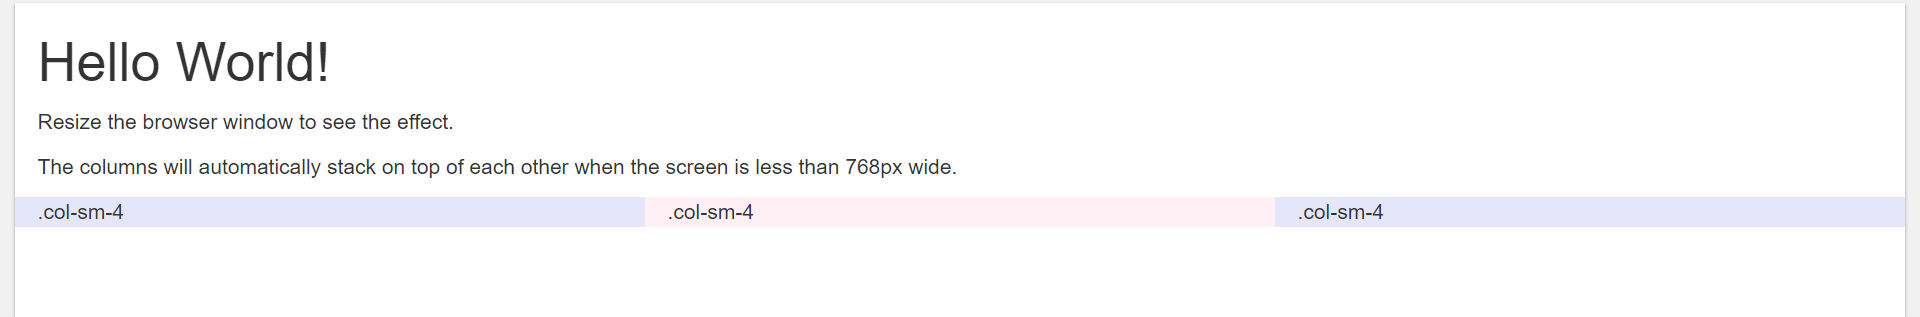 Hello World!
Resize the browser window to see the effect.
The columns will automatically stack on top of each other when the screen is less than 768px wide.
.col-sm-4 .col-sm-4 .col-sm-4